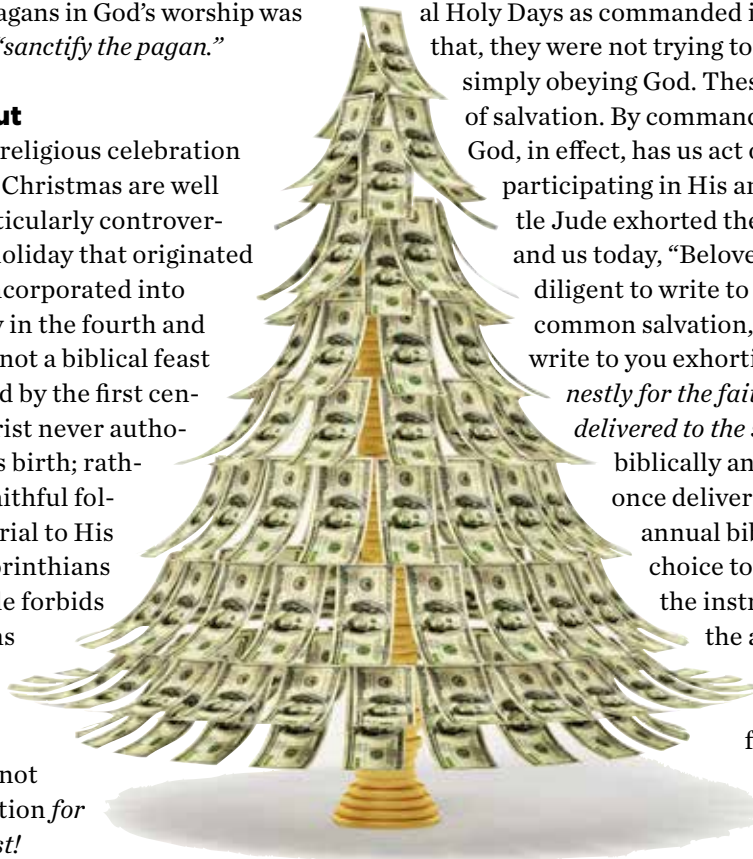 agans in God's worship was
"sanctify the pagan."
ut
religious celebration
Christmas are well
ticularly controver-
holiday that originated
ncorporated into
y in the fourth and
not a biblical feast
d by the first cen-
rist never autho-
s birth; rath-
aithful fol-
rial to His
orinthians
le forbids
ns
not
tion for
st!
al Holy Days as commanded i
that, they were not trying to
simply obeying God. Thes
of salvation. By command
God, in effect, has us act o
participating in His an
tle Jude exhorted the
and us today, "Belove
diligent to write to
common salvation,
write to you exhorti
nestly for the fait
delivered to the s
biblically an
once deliver
annual bib
choice to
the instr
the a
f